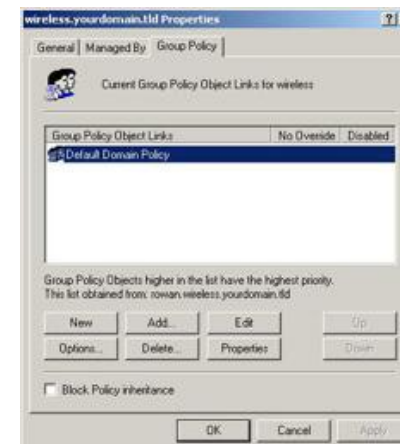 wireless.yourdomain.tld Properties
?
General
Managed By
Group Policy
Current Group Policy Object Links for wireless
Group Policy Object Links
No Override
Disabled
Default Domain Policy
Group Policy Objects higher in the list have the highest priority.
This list obtained from: rowan.wireless.yourdomain.tld
New
Add...
Edit
Up
Options...
Delete...
Properties
Down
Block Policy inheritance
OK
Cancel
Apply